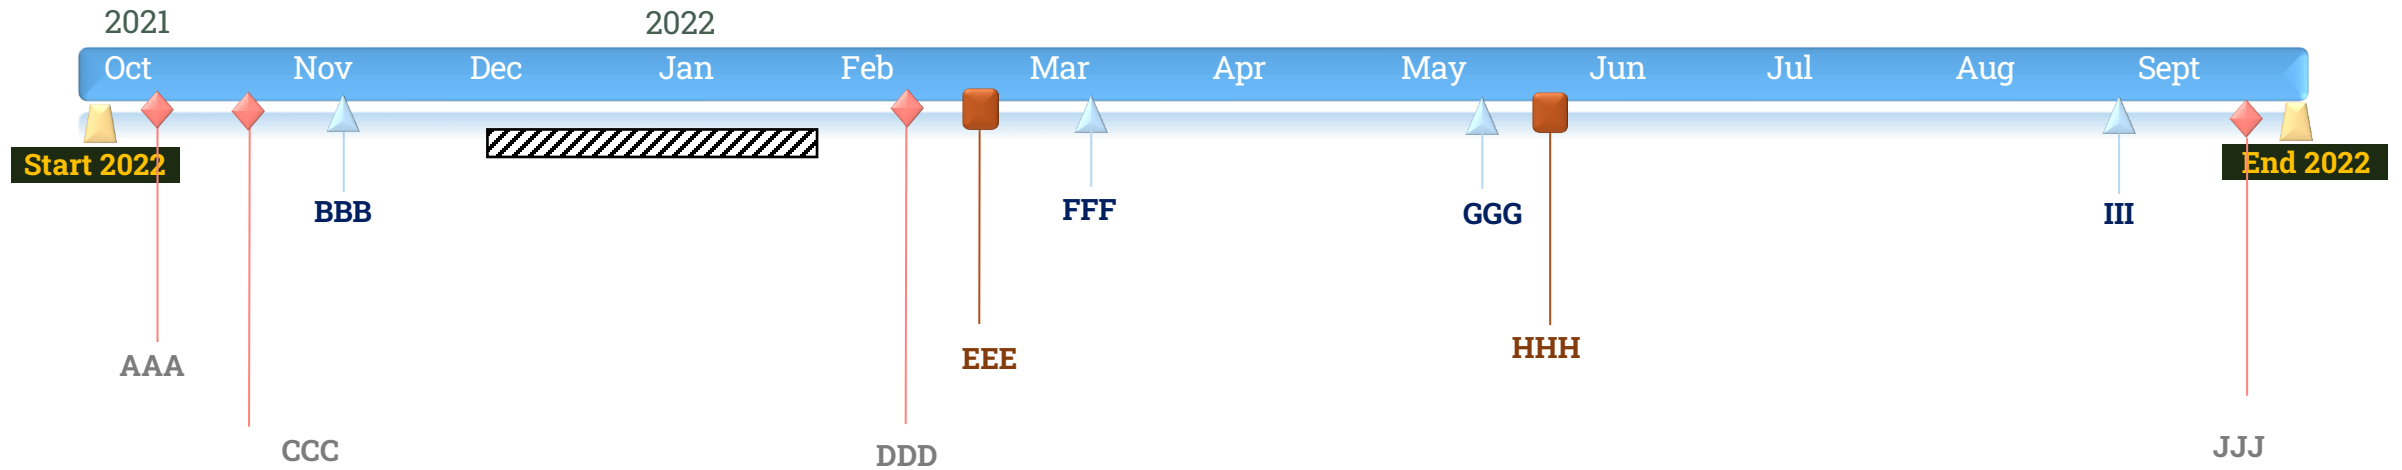 2021 2022
Oct Nov Dec Jan Feb Mar Apr May Jun Jul Aug Sept
Start 2022 End 2022
BBB FFF GGG III
AAA EEE HHH
CCC DDD JJJ